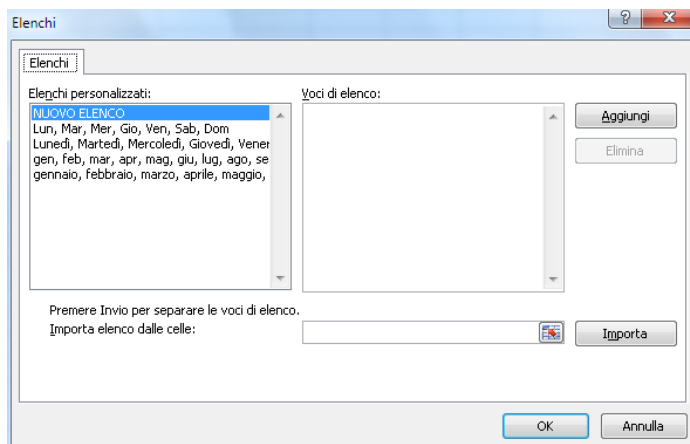 Elenchi
Elenchi
Elenchi personalizzati:
Voci di elenco:
NUOVO ELENCO
Lun, Mar, Mer, Gio, Ven, Sab, Dom
Lunedì, Martedì, Mercoledì, Giovedì, Vener
gen, feb, mar, apr, mag, giu, lug, ago, se
gennaio, febbraio, marzo, aprile, maggio,
Aggiungi
Elimina
Premere Invio per separare le voci di elenco.
Importa elenco dalle celle:
Importa
OK
Annulla